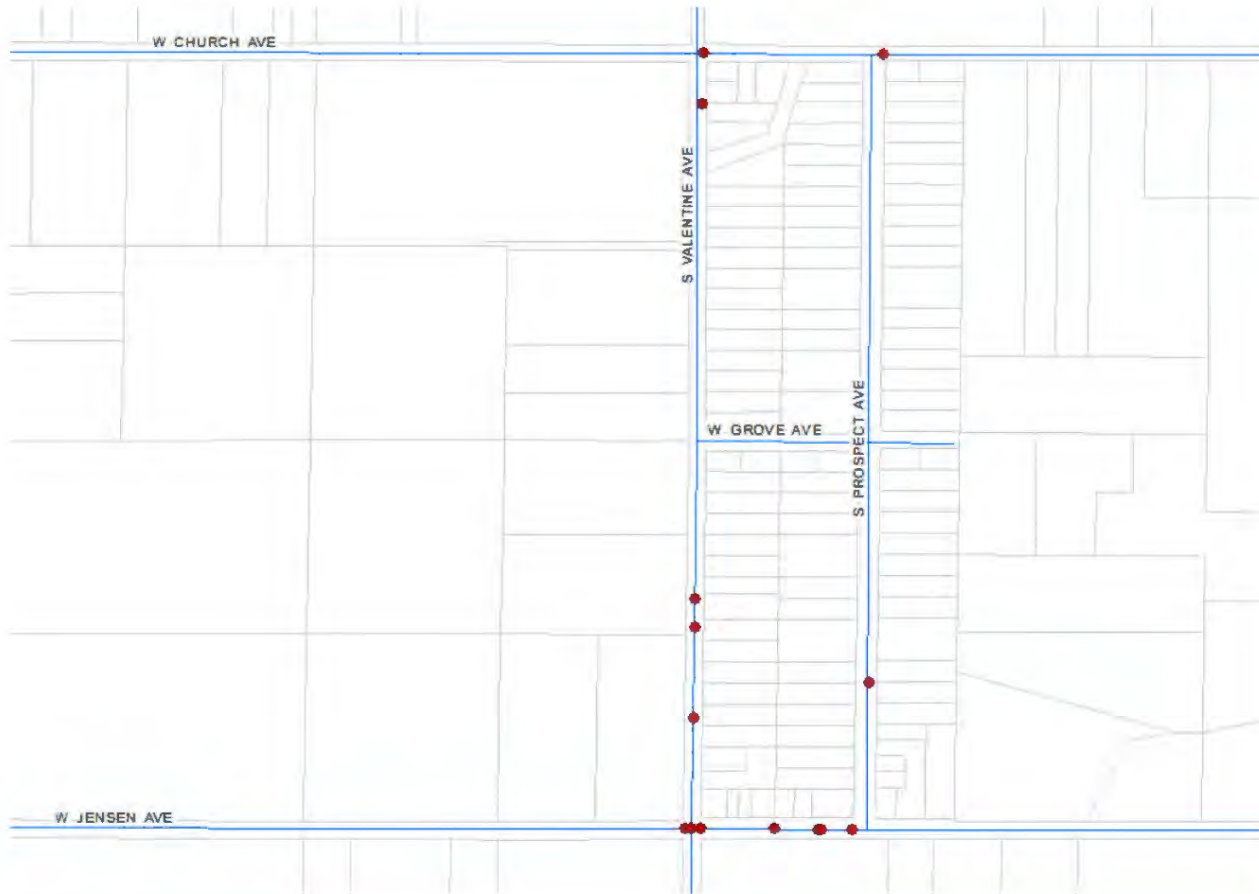 W CHURCH AVE
S VALENTINE AVE
W GROVE AVE
S PROSPECT AVE
W JENSEN AVE